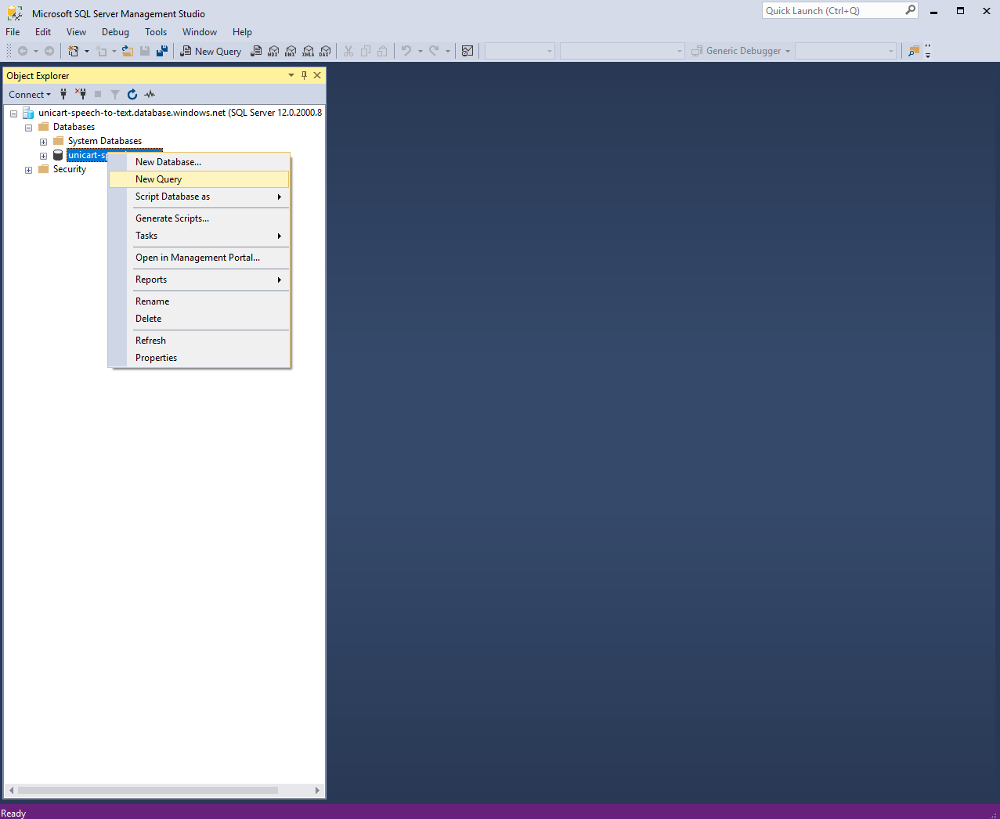 Microsoft SQL Server Management Studio
Quick Launch (Ctrl+Q)
File Edit View Debug Tools Window Help
New Query MDX DMX XMLA DAX Generic Debugger
Object Explorer
Connect
unicart-speech-to-text.database.windows.net (SQL Server 12.0.2000.8
Databases
System Databases
unicart-sp
Security
New Database...
New Query
Script Database as
Generate Scripts...
Tasks
Open in Management Portal...
Reports
Rename
Delete
Refresh
Properties
Ready